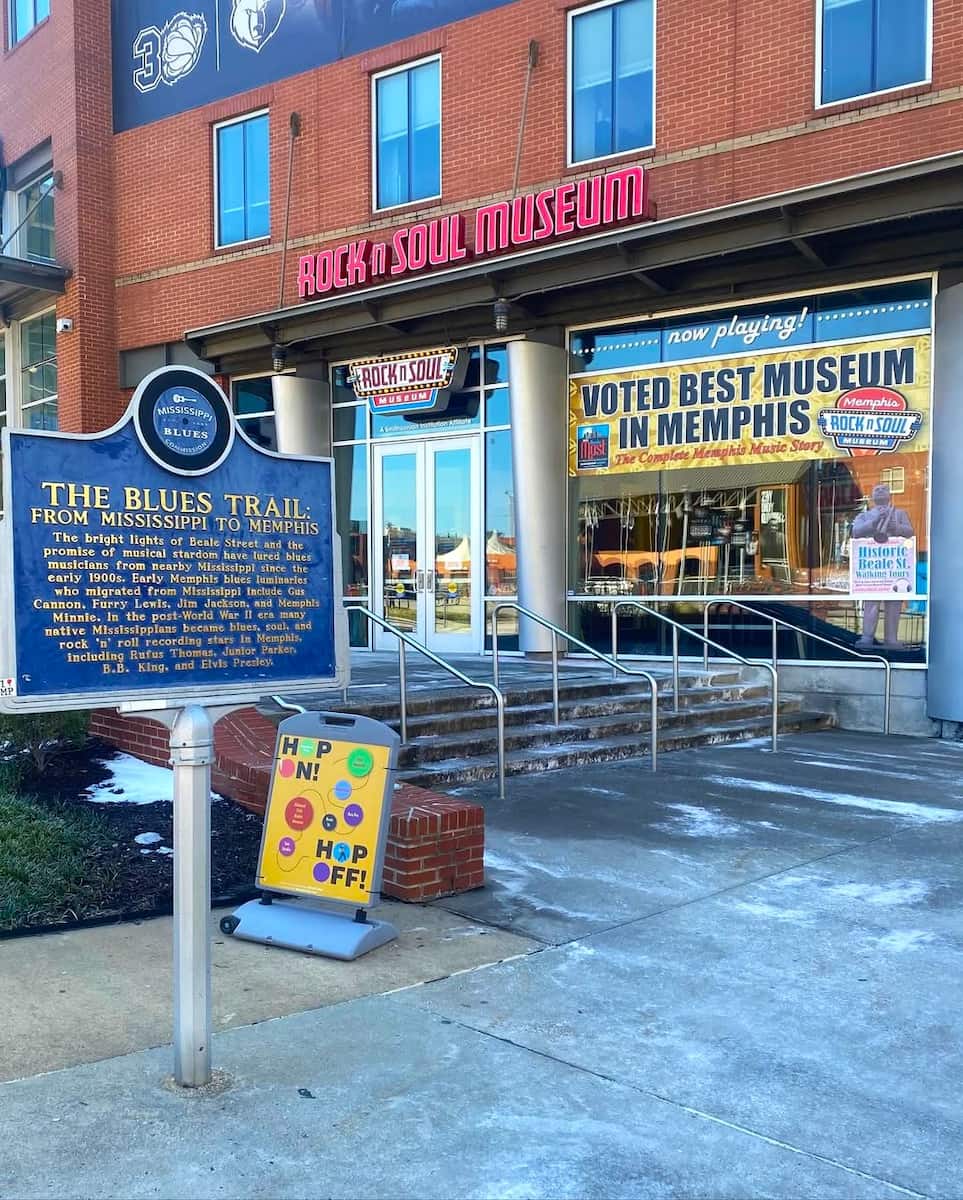 30
ROCK n SOUL MUSEUM
now playing!
VOTED BEST MUSEUM
IN MEMPHIS
The Complete Memphis Music Story
Memphis
ROCK n SOUL
MUSEUM
ROCK n SOUL
MUSEUM
A Smithsonian Institution Affiliate
Historic
Beale St.
Walking Tours
MISSISSIPPI
BLUES
COMMISSION
THE BLUES TRAIL:
FROM MISSISSIPPI TO MEMPHIS
The bright lights of Beale Street and the
promise of musical stardom have lured blues
musicians from nearby Mississippi since the
early 1900s. Early Memphis blues luminaries
who migrated from Mississippi include Gus
Cannon, Furry Lewis, Jim Jackson, and Memphis
Minnie. In the post-World War II era many
native Mississippians became blues, soul, and
rock 'n' roll recording stars in Memphis,
including Rufus Thomas, Junior Parker,
B.B. King, and Elvis Presley.
HOP
ON!
HOP
OFF!